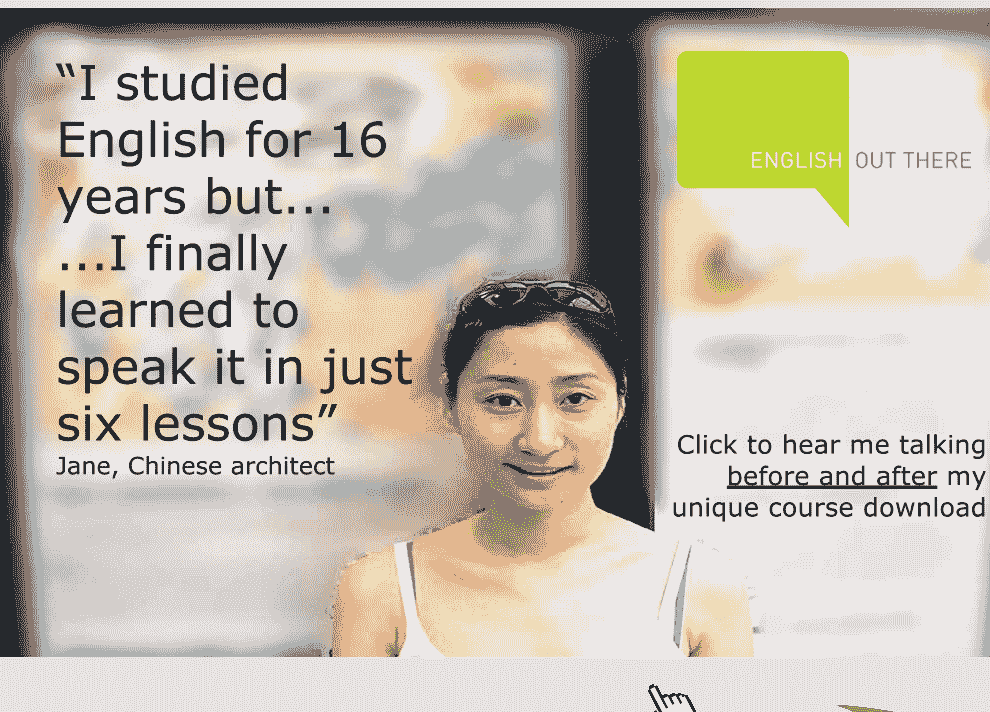 “I studied
English for 16
years but...
...I finally
learned to
speak it in just
six lessons”
Jane, Chinese architect
ENGLISH OUT THERE
Click to hear me talking
before and after my
unique course download